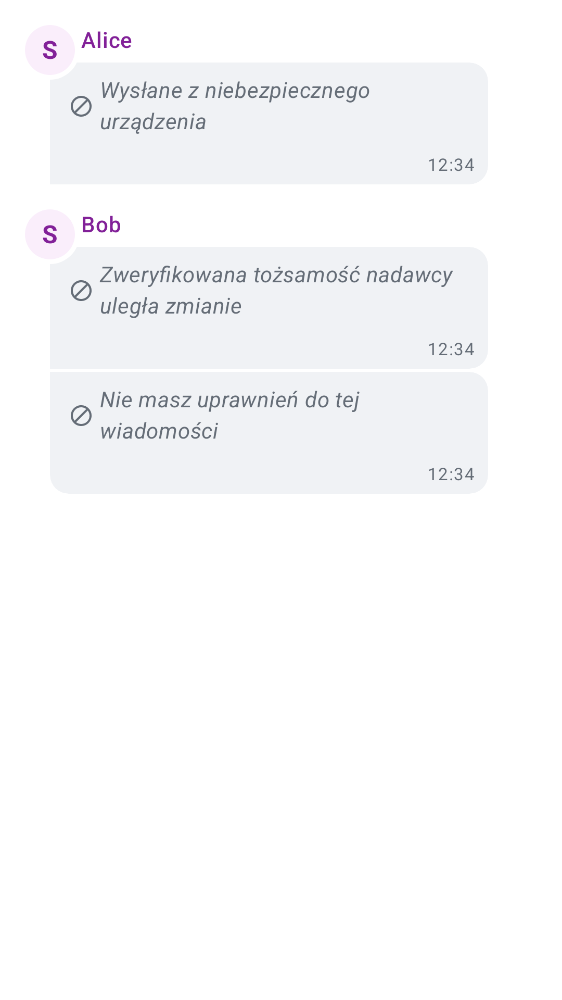 S
Alice
Wysłane z niebezpiecznego
urządzenia
12:34
S
Bob
Zweryfikowana tożsamość nadawcy
uległa zmianie
12:34
Nie masz uprawnień do tej
wiadomości
12:34